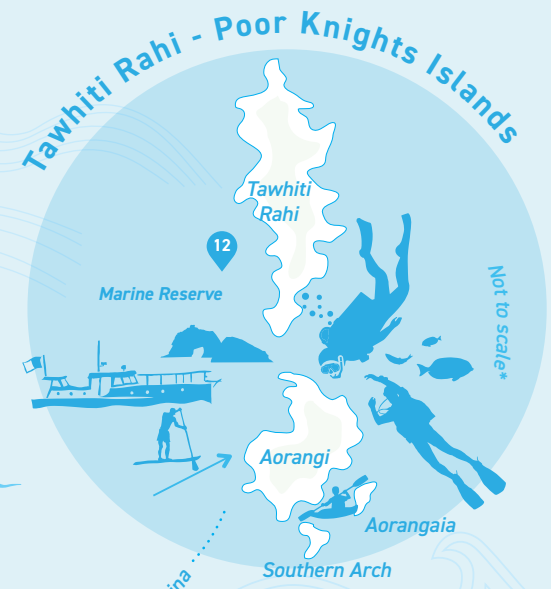 Tawhiti Rahi - Poor Knights Islands
Tawhiti
Rahi
12
Marine Reserve
Not to scale*
Aorangi
Aorangaia
Southern Arch